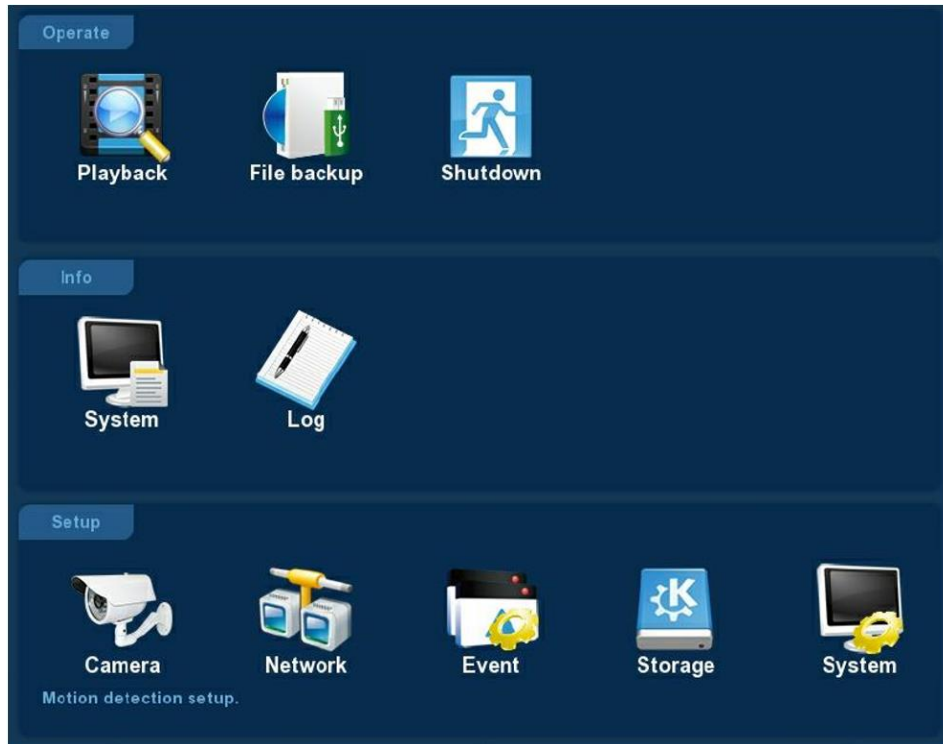 Operate
Playback File backup Shutdown
Info
System Log
Setup
Camera Network Event Storage System
Motion detection setup.